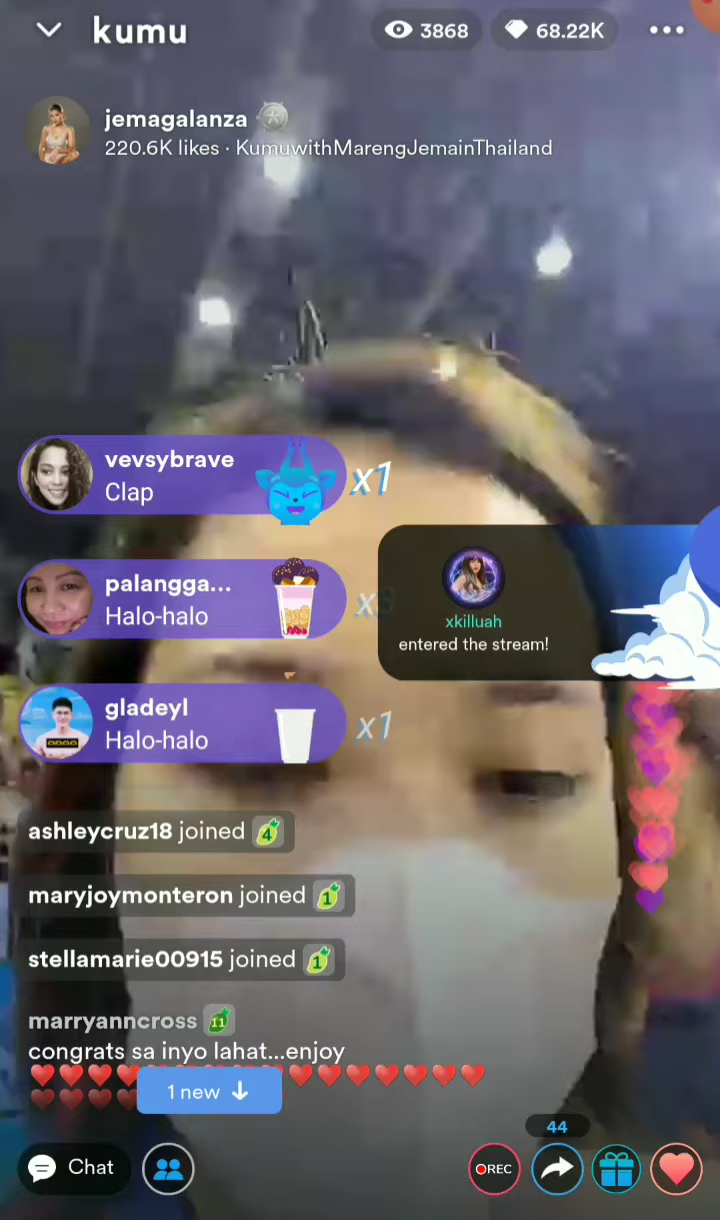 kumu
3868
68.22K
jemagalanza
220.6K likes · KumuwithMarengJemainThailand
vevsybrave
Clap
x1
palangga...
Halo-halo
xkilluah
entered the stream!
gladeyl
Halo-halo
x1
ashleycruz18 joined 4
maryjoymonteron joined 1
stellamarie00915 joined 1
marryanncross 11
congrats sa inyo lahat...enjoy
1 new
44
Chat
REC